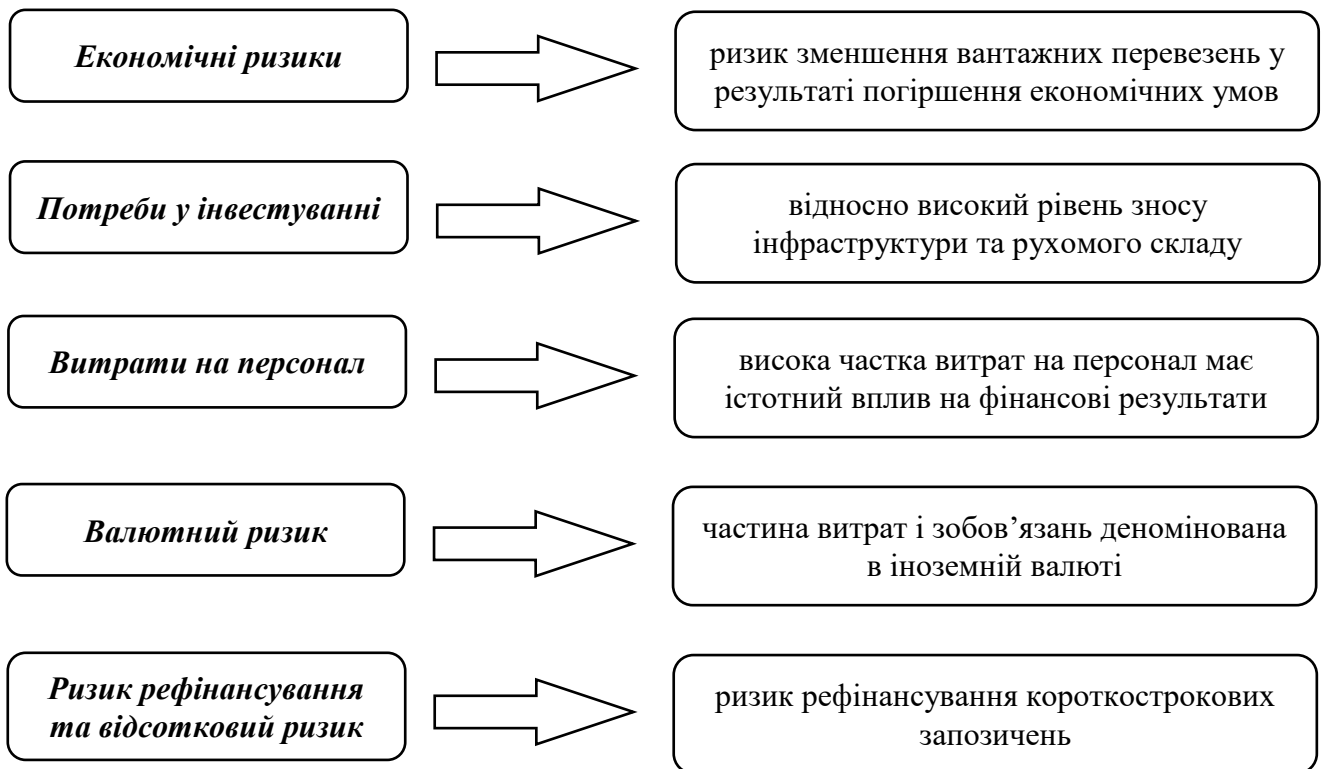 Економічні ризики
ризик зменшення вантажних перевезень у
результаті погіршення економічних умов
Потреби у інвестуванні
відносно високий рівень зносу
інфраструктури та рухомого складу
Витрати на персонал
висока частка витрат на персонал має
істотний вплив на фінансові результати
Валютний ризик
частина витрат і зобов’язань деномінована
в іноземній валюті
Ризик рефінансування
та відсотковий ризик
ризик рефінансування короткострокових
запозичень